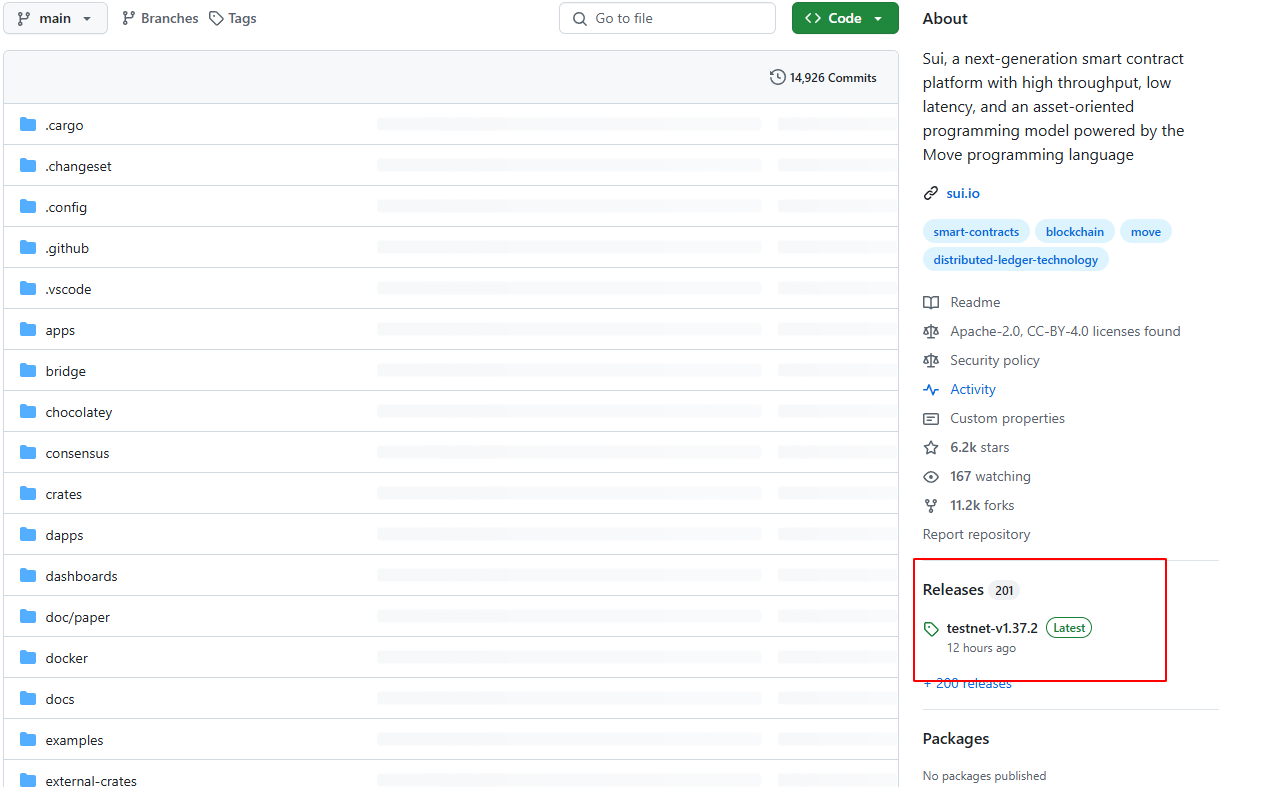 main Branches Tags Go to file Code
14,926 Commits
.cargo
.changeset
.config
.github
.vscode
apps
bridge
chocolatey
consensus
crates
dapps
dashboards
doc/paper
docker
docs
examples
external-crates
About
Sui, a next-generation smart contract
platform with high throughput, low
latency, and an asset-oriented
programming model powered by the
Move programming language
sui.io
smart-contracts blockchain move
distributed-ledger-technology
Readme
Apache-2.0, CC-BY-4.0 licenses found
Security policy
Activity
Custom properties
6.2k stars
167 watching
11.2k forks
Report repository
Releases 201
testnet-v1.37.2 Latest
12 hours ago
+ 200 releases
Packages
No packages published